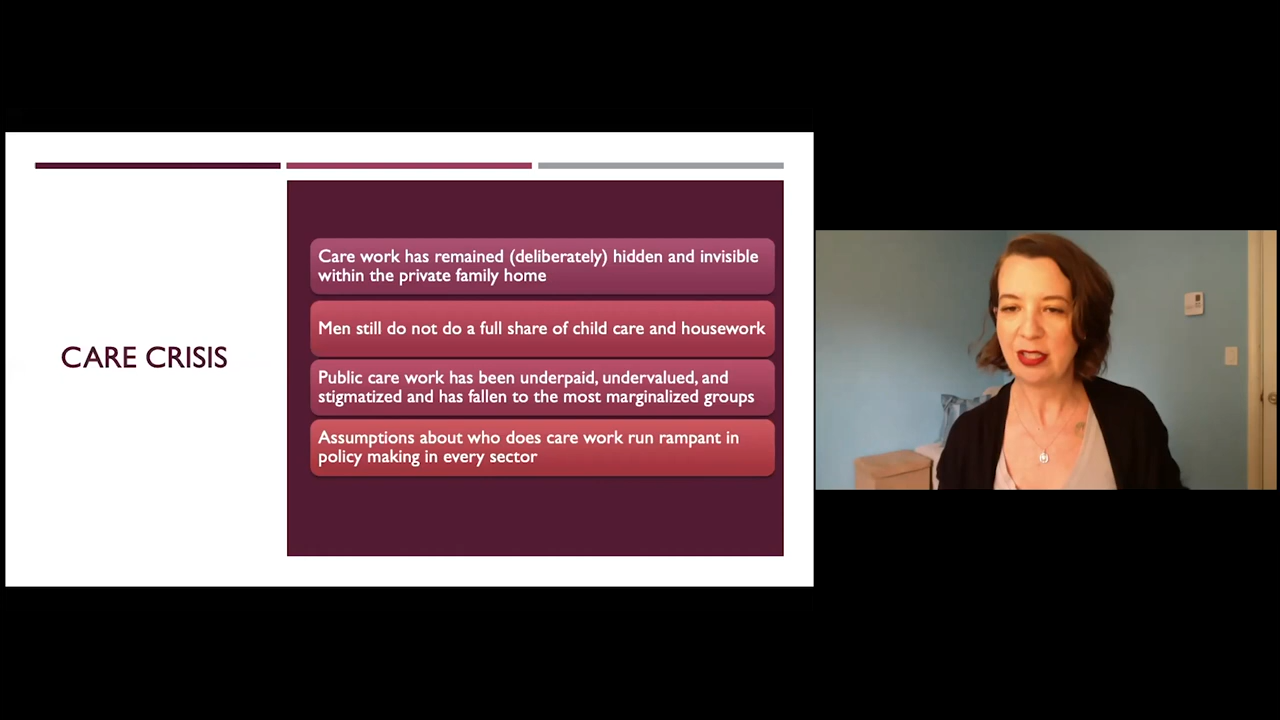 CARE CRISIS
Care work has remained (deliberately) hidden and invisible
within the private family home
Men still do not do a full share of child care and housework
Public care work has been underpaid, undervalued, and
stigmatized and has fallen to the most marginalized groups
Assumptions about who does care work run rampant in
policy making in every sector